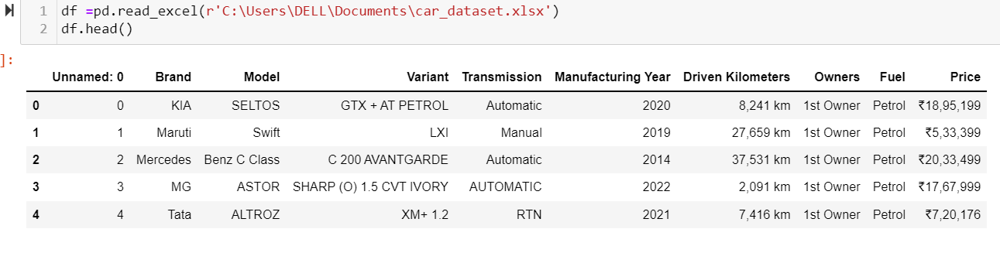 1 df =pd.read_excel(r'C:\Users\DELL\Documents\car_dataset.xlsx')
2 df.head()
]:
Unnamed: 0 Brand Model Variant Transmission Manufacturing Year Driven Kilometers Owners Fuel Price
0 0 KIA SELTOS GTX + AT PETROL Automatic 2020 8,241 km 1st Owner Petrol ₹18,95,199
1 1 Maruti Swift LXI Manual 2019 27,659 km 1st Owner Petrol ₹5,33,399
2 2 Mercedes Benz C Class C 200 AVANTGARDE Automatic 2014 37,531 km 1st Owner Petrol ₹20,33,499
3 3 MG ASTOR SHARP (O) 1.5 CVT IVORY AUTOMATIC 2022 2,091 km 1st Owner Petrol ₹17,67,999
4 4 Tata ALTROZ XM+ 1.2 RTN 2021 7,416 km 1st Owner Petrol ₹7,20,176